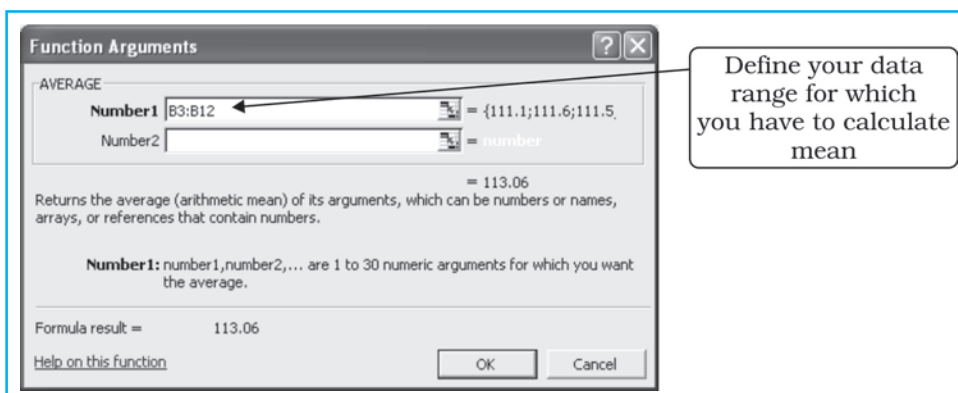 Function Arguments
AVERAGE
Number1 B3:B12 = {111.1;111.6;111.5,
Number2 = number
= 113.06
Returns the average (arithmetic mean) of its arguments, which can be numbers or names,
arrays, or references that contain numbers.
Number1: number1,number2,... are 1 to 30 numeric arguments for which you want
the average.
Formula result = 113.06
Help on this function
OK Cancel
Define your data
range for which
you have to calculate
mean